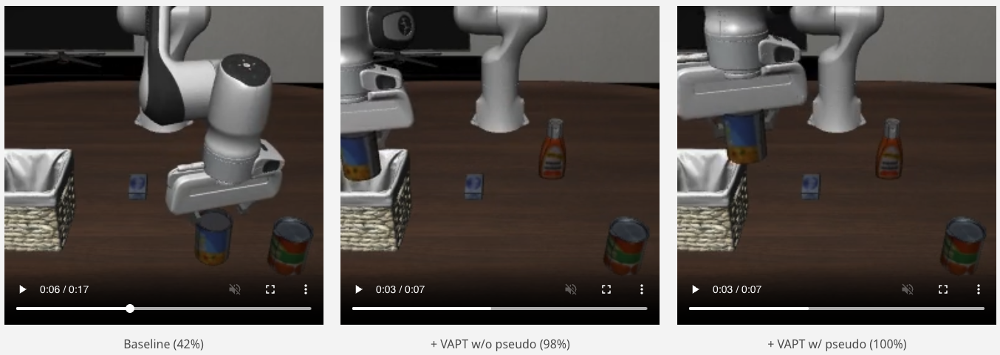 0:06 / 0:17
0:03 / 0:07
0:03 / 0:07
Baseline (42%)
+ VAPT w/o pseudo (98%)
+ VAPT w/ pseudo (100%)